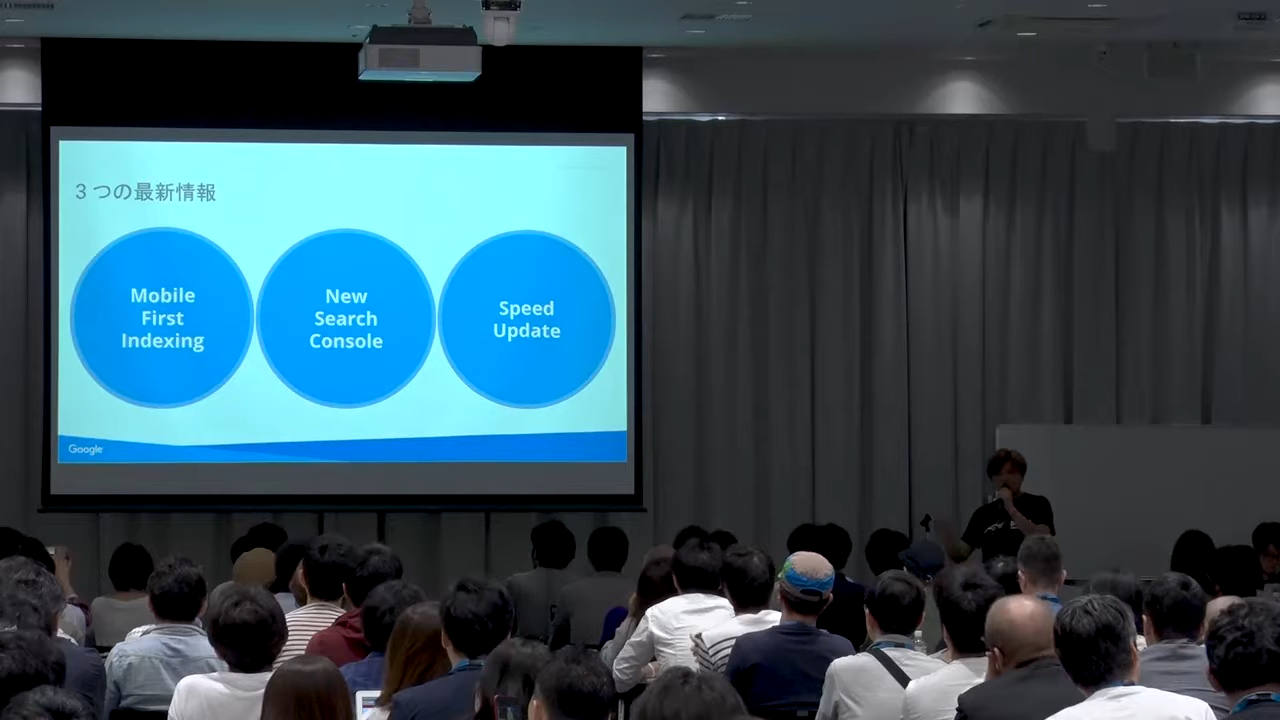 3つの最新情報
Mobile
First
Indexing
New
Search
Console
Speed
Update
Google